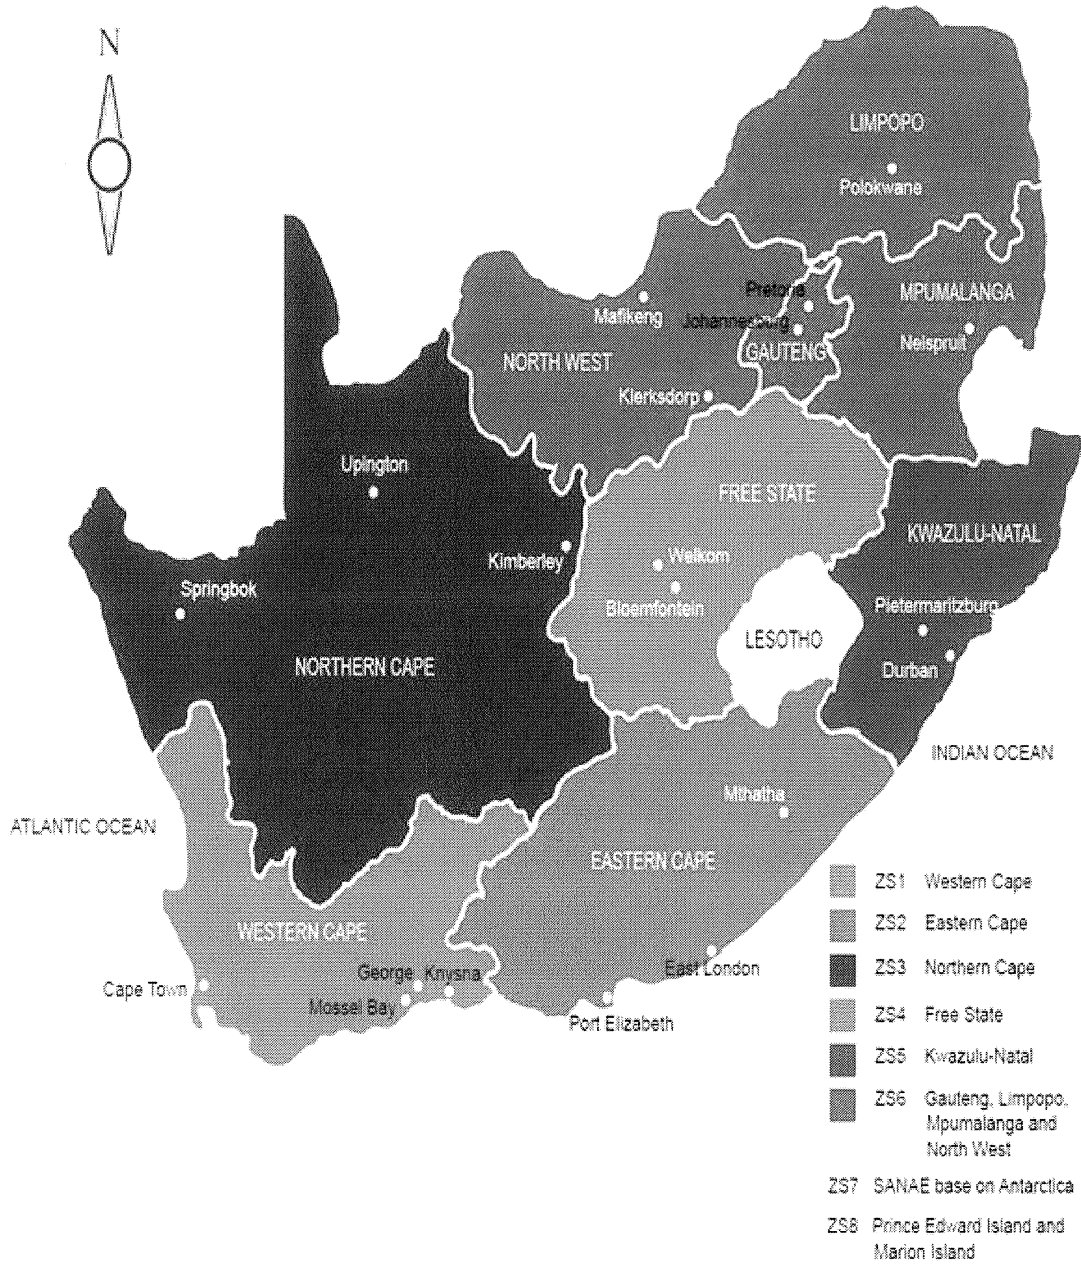 N
LIMPOPO
Polokwane
MPUMALANGA
Pretoria
Mafikeng
Johannesburg
Nelspruit
GAUTENG
NORTH WEST
Klerksdorp
Upington
FREE STATE
KWAZULU-NATAL
Welkom
Kimberley
Springbok
Bloemfontein
Pietermaritzburg
LESOTHO
NORTHERN CAPE
Durban
INDIAN OCEAN
Mthatha
ATLANTIC OCEAN
EASTERN CAPE
WESTERN CAPE
East London
George Knysna
Cape Town
Mossel Bay
Port Elizabeth
ZS1 Western Cape
ZS2 Eastern Cape
ZS3 Northern Cape
ZS4 Free State
ZS5 Kwazulu-Natal
ZS6 Gauteng, Limpopo,
Mpumalanga and
North West
ZS7 SANAE base on Antarctica
ZS8 Prince Edward Island and
Marion Island